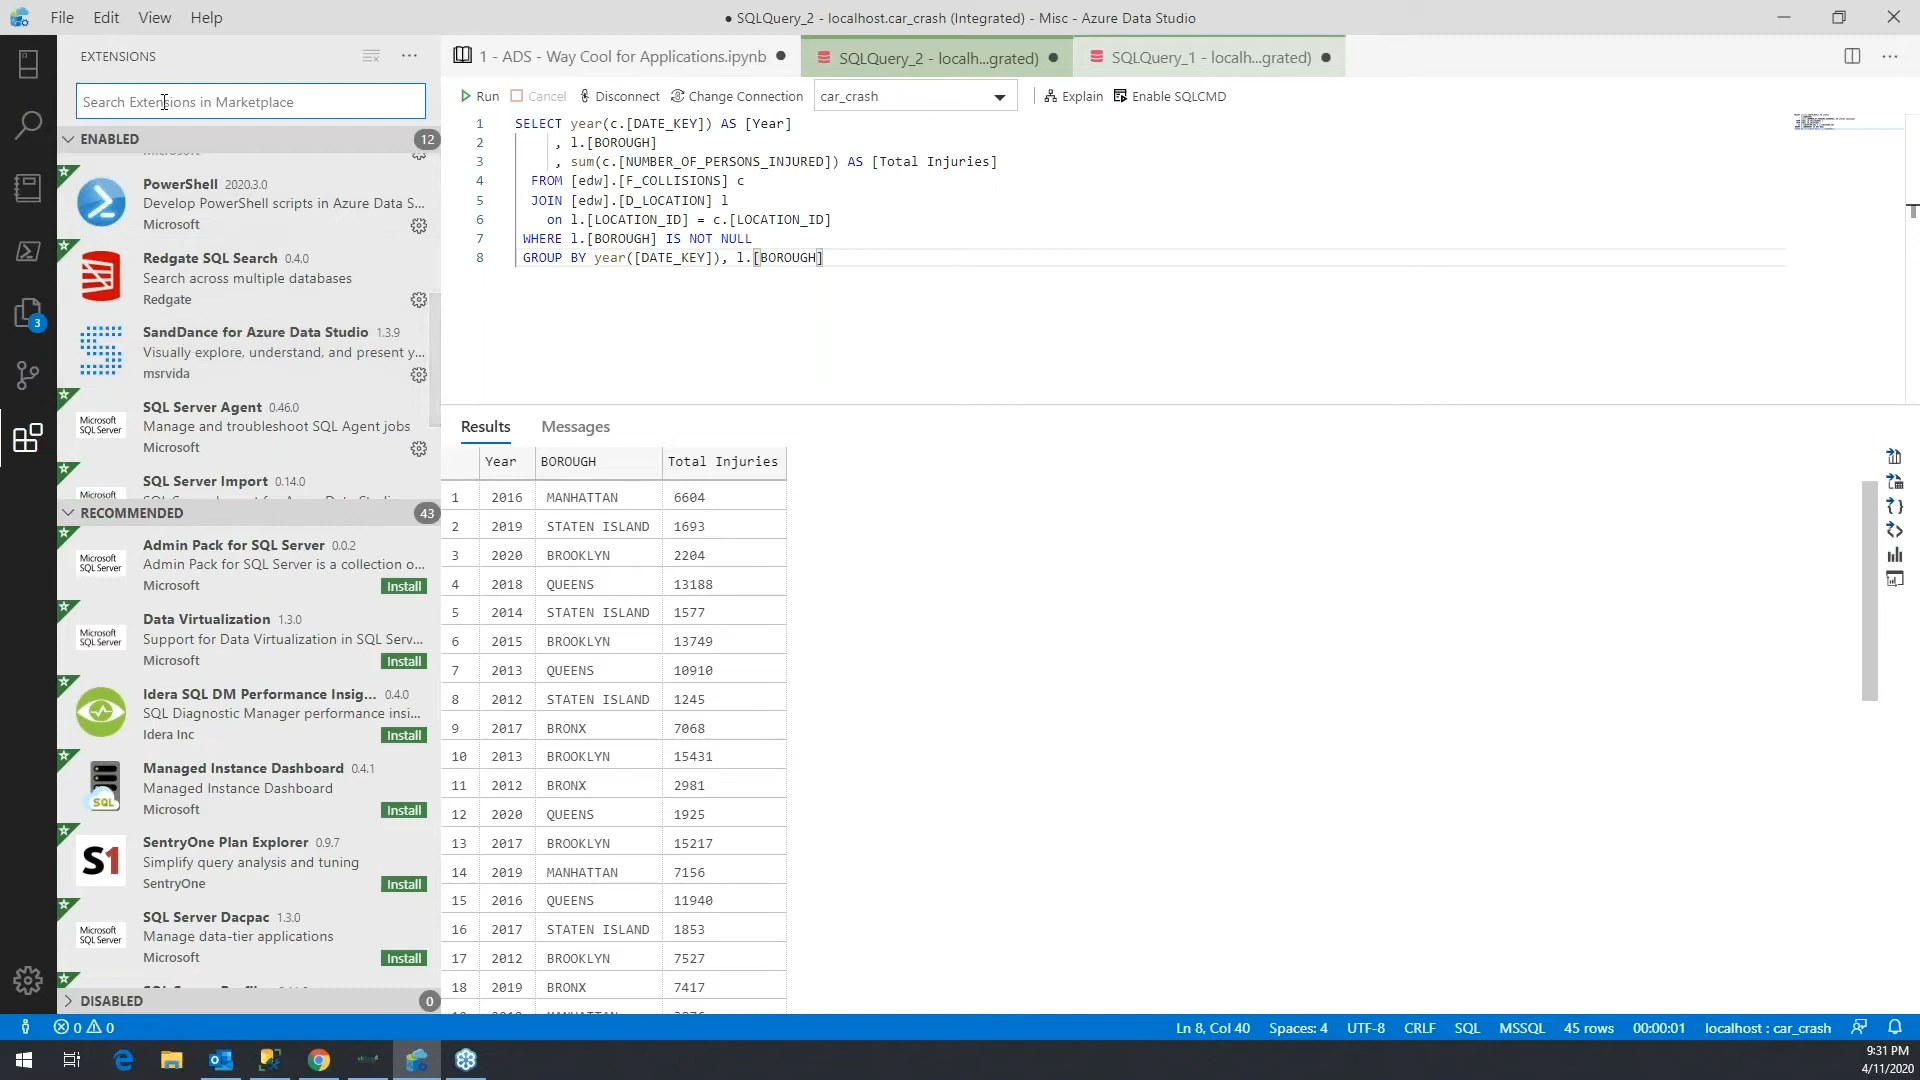 File Edit View Help
● SQLQuery_2 - localhost.car_crash (Integrated) - Misc - Azure Data Studio
EXTENSIONS
1 - ADS - Way Cool for Applications.ipynb ●
SQLQuery_2 - localh...grated) ●
SQLQuery_1 - localh...grated) ●
Search Extensions in Marketplace
Run Cancel Disconnect Change Connection car_crash Explain Enable SQLCMD
ENABLED 12
PowerShell 2020.3.0
Develop PowerShell scripts in Azure Data S...
Microsoft
Redgate SQL Search 0.4.0
Search across multiple databases
Redgate
SandDance for Azure Data Studio 1.3.9
Visually explore, understand, and present y...
msrvida
Microsoft
SQL Server
SQL Server Agent 0.46.0
Manage and troubleshoot SQL Agent jobs
Microsoft
Microsoft
SQL Server Import 0.14.0
RECOMMENDED 43
Microsoft
SQL Server
Admin Pack for SQL Server 0.0.2
Admin Pack for SQL Server is a collection o...
Microsoft Install
Microsoft
SQL Server
Data Virtualization 1.3.0
Support for Data Virtualization in SQL Serv...
Microsoft Install
Idera SQL DM Performance Insig... 0.4.0
SQL Diagnostic Manager performance insi...
Idera Inc Install
SQL
Managed Instance Dashboard 0.4.1
Managed Instance Dashboard
Microsoft Install
S1
SentryOne Plan Explorer 0.9.7
Simplify query analysis and tuning
SentryOne Install
Microsoft
SQL Server
SQL Server Dacpac 1.3.0
Manage data-tier applications
Microsoft Install
DISABLED 0
3
1 SELECT year(c.[DATE_KEY]) AS [Year]
2 , l.[BOROUGH]
3 , sum(c.[NUMBER_OF_PERSONS_INJURED]) AS [Total Injuries]
4 FROM [edw].[F_COLLISIONS] c
5 JOIN [edw].[D_LOCATION] l
6 on l.[LOCATION_ID] = c.[LOCATION_ID]
7 WHERE l.[BOROUGH] IS NOT NULL
8 GROUP BY year([DATE_KEY]), l.[BOROUGH]
Results Messages
Year BOROUGH Total Injuries
1 2016 MANHATTAN 6604
2 2019 STATEN ISLAND 1693
3 2020 BROOKLYN 2204
4 2018 QUEENS 13188
5 2014 STATEN ISLAND 1577
6 2015 BROOKLYN 13749
7 2013 QUEENS 10910
8 2012 STATEN ISLAND 1245
9 2017 BRONX 7068
10 2013 BROOKLYN 15431
11 2012 BRONX 2981
12 2020 QUEENS 1925
13 2017 BROOKLYN 15217
14 2019 MANHATTAN 7156
15 2016 QUEENS 11940
16 2017 STATEN ISLAND 1853
17 2012 BROOKLYN 7527
18 2019 BRONX 7417
0 0 Ln 8, Col 40 Spaces: 4 UTF-8 CRLF SQL MSSQL 45 rows 00:00:01 localhost : car_crash
9:31 PM
4/11/2020